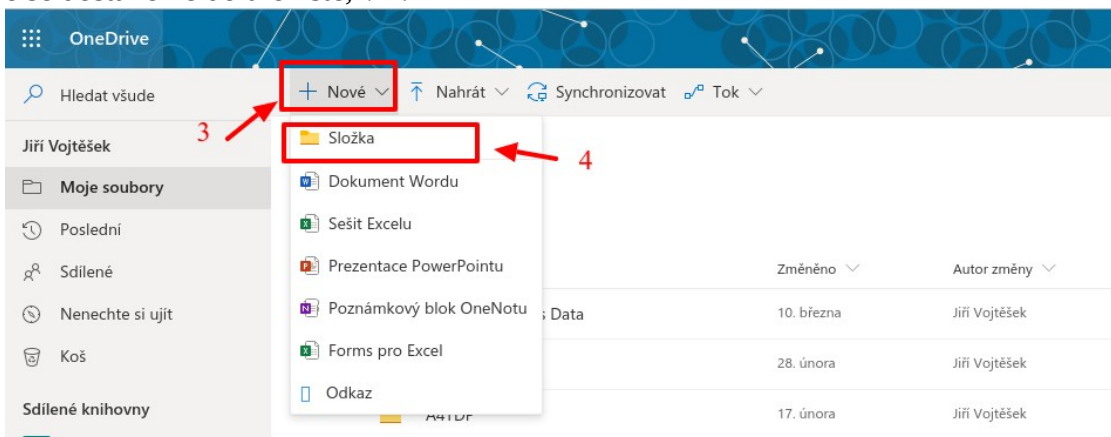 OneDrive
Hledat všude
+ Nové Nahrát Synchronizovat Tok
3
Jiří Vojtěšek
Složka
4
Moje soubory
Dokument Wordu
Poslední
Sešit Excelu
Sdílené
Prezentace PowerPointu
Změněno Autor změny
Nenechte si ujít
Poznámkový blok OneNotu
s Data 10. března Jiří Vojtěšek
Koš
Forms pro Excel
28. února Jiří Vojtěšek
Odkaz
Sdílené knihovny
17. února Jiří Vojtěšek